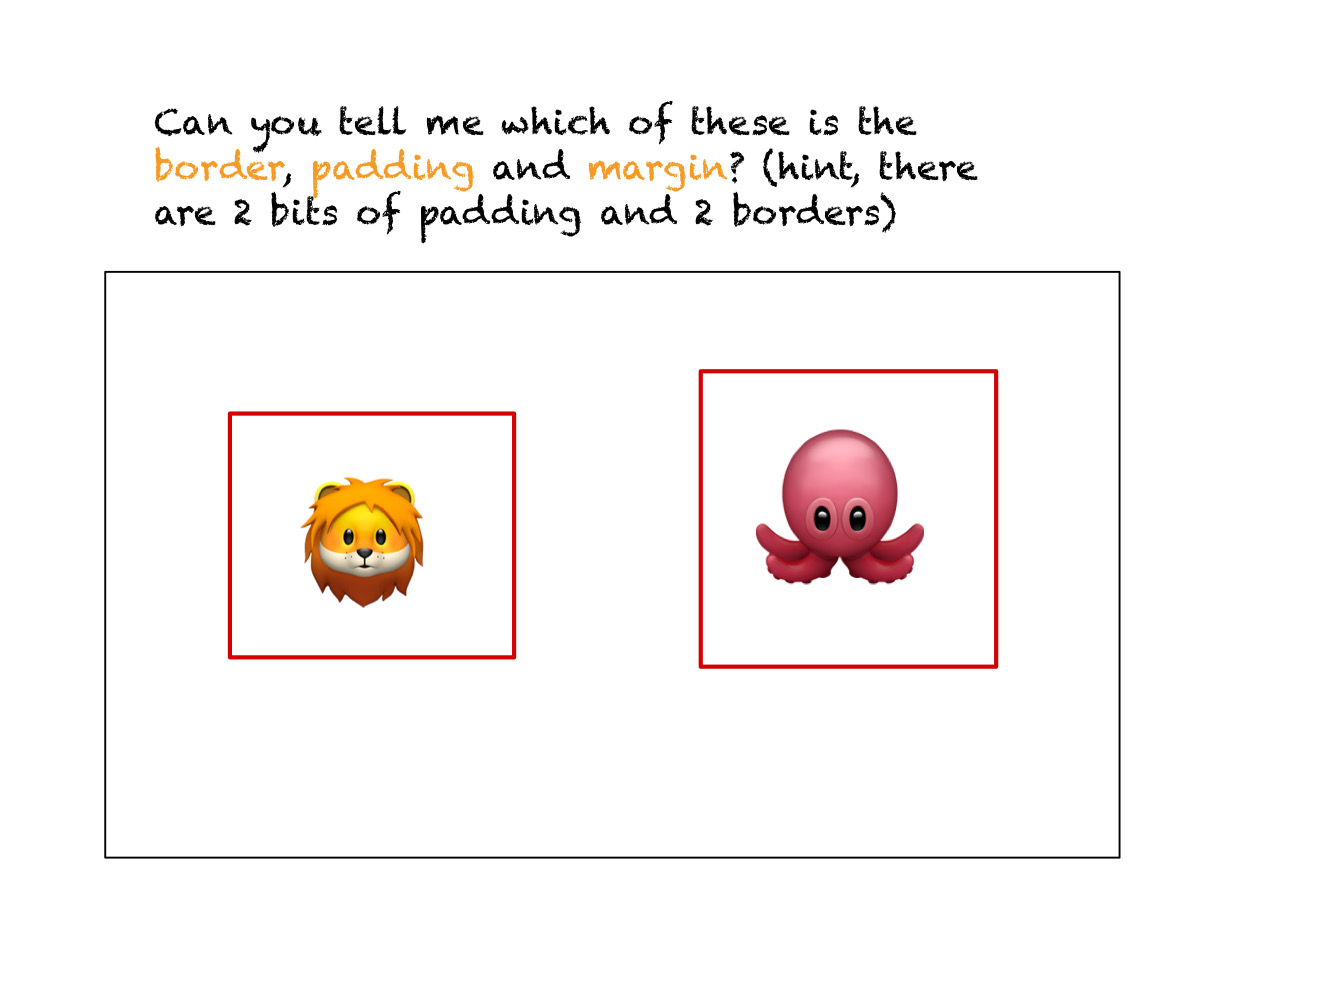 Can you tell me which of these is the
border, padding and margin? (hint, there
are 2 bits of padding and 2 borders)